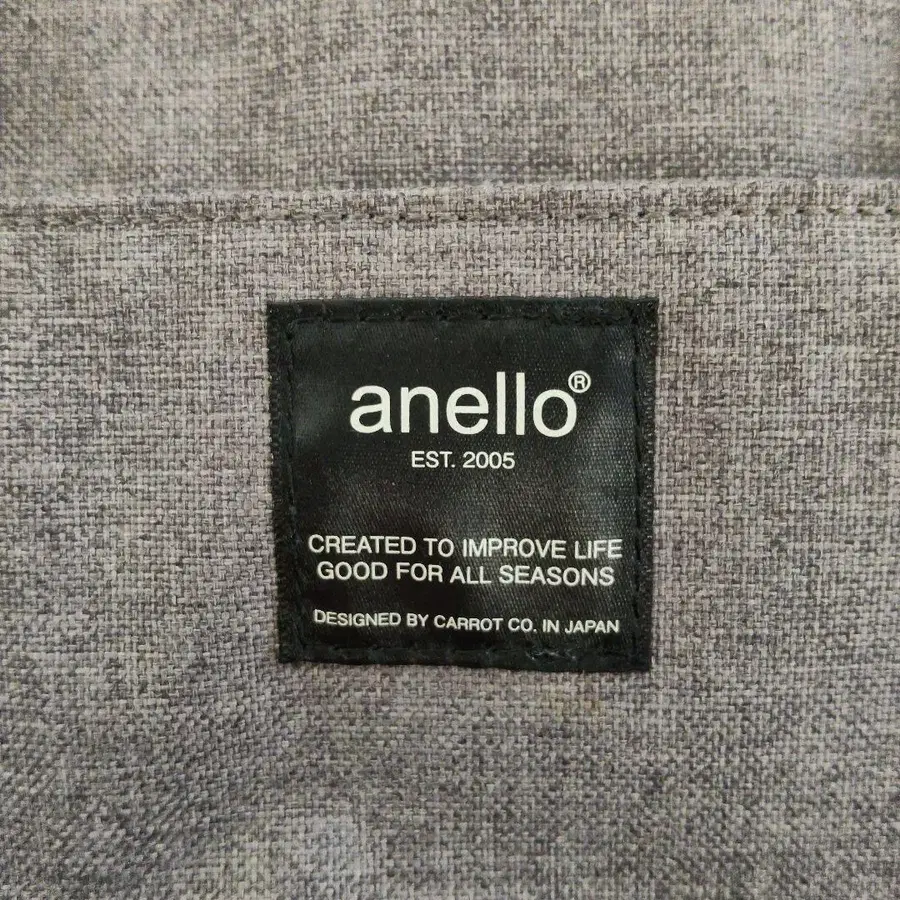 anello®
EST. 2005
CREATED TO IMPROVE LIFE
GOOD FOR ALL SEASONS
DESIGNED BY CARROT CO. IN JAPAN